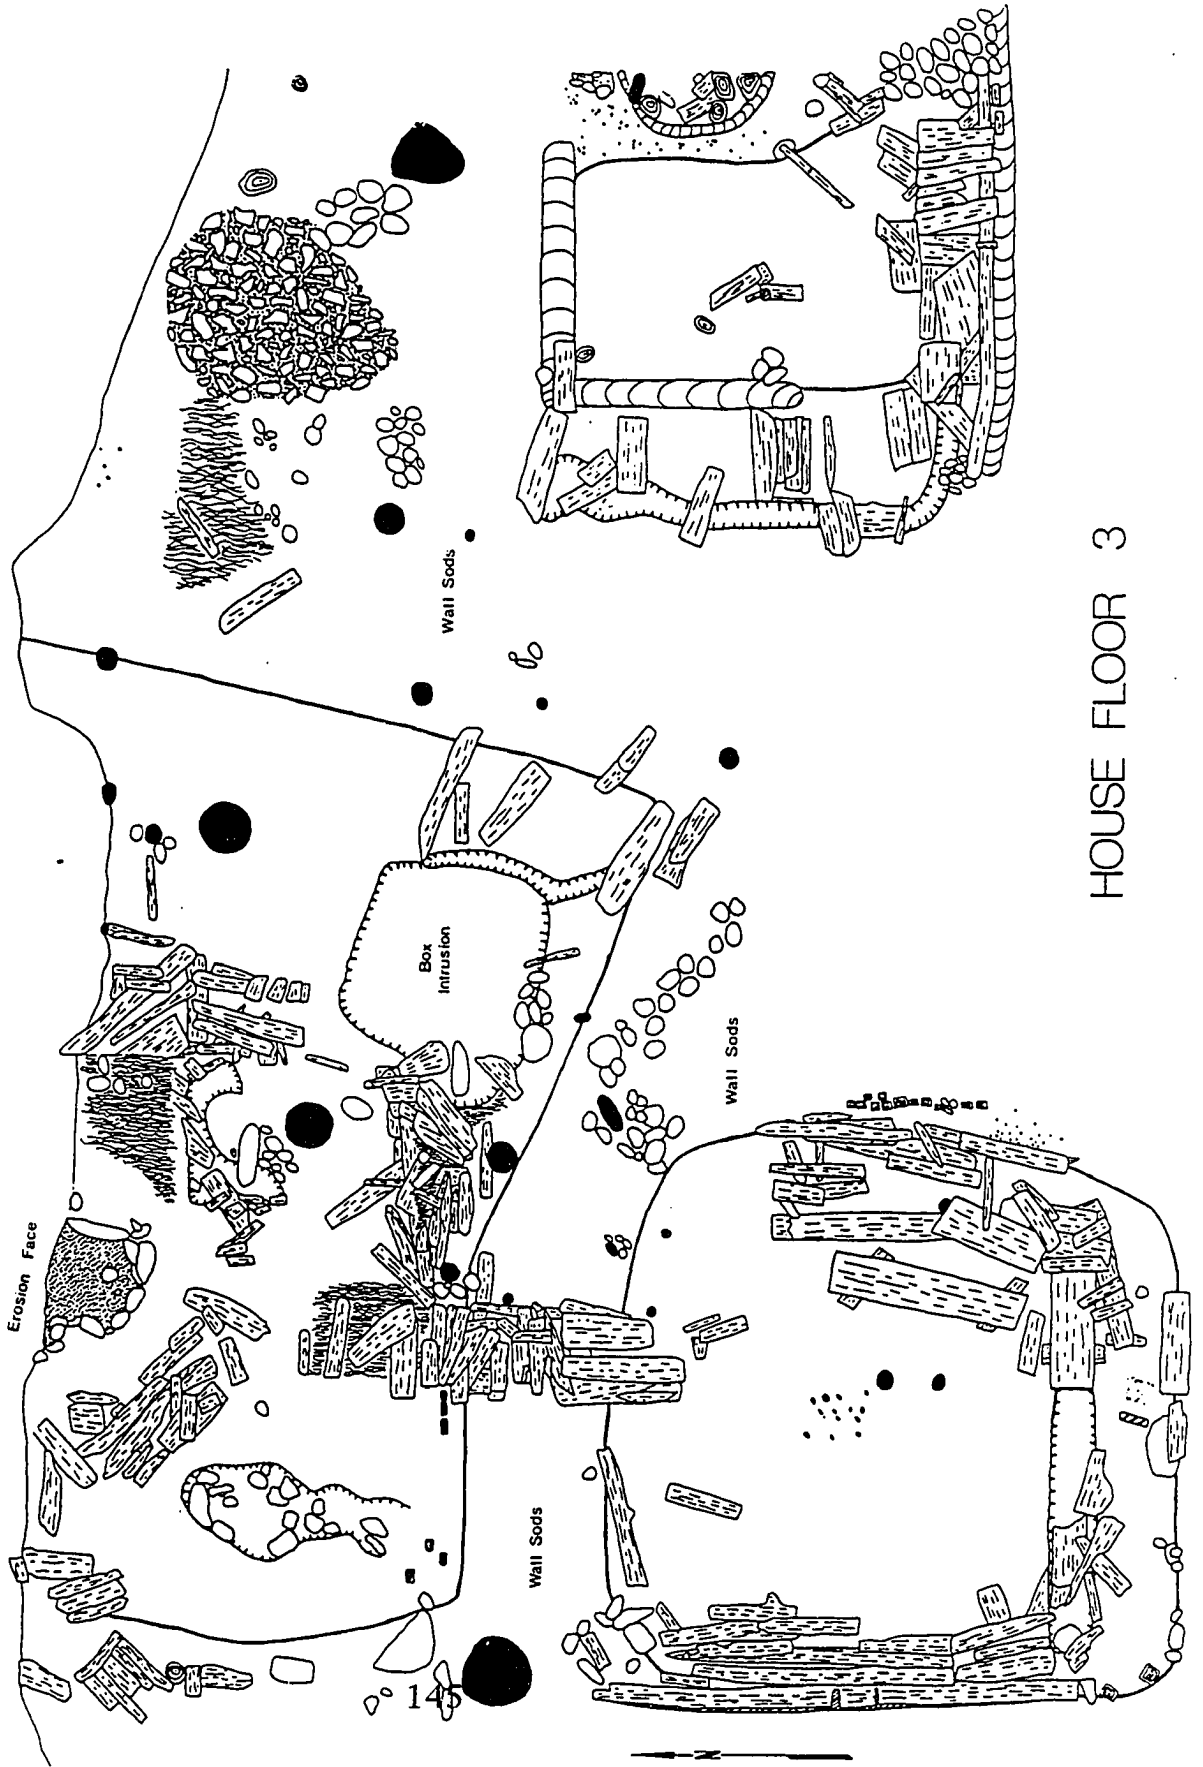 Erosion Face
Wall Sods
Box
Intrusion
Wall Sods
Wall Sods
HOUSE FLOOR 3
N
145